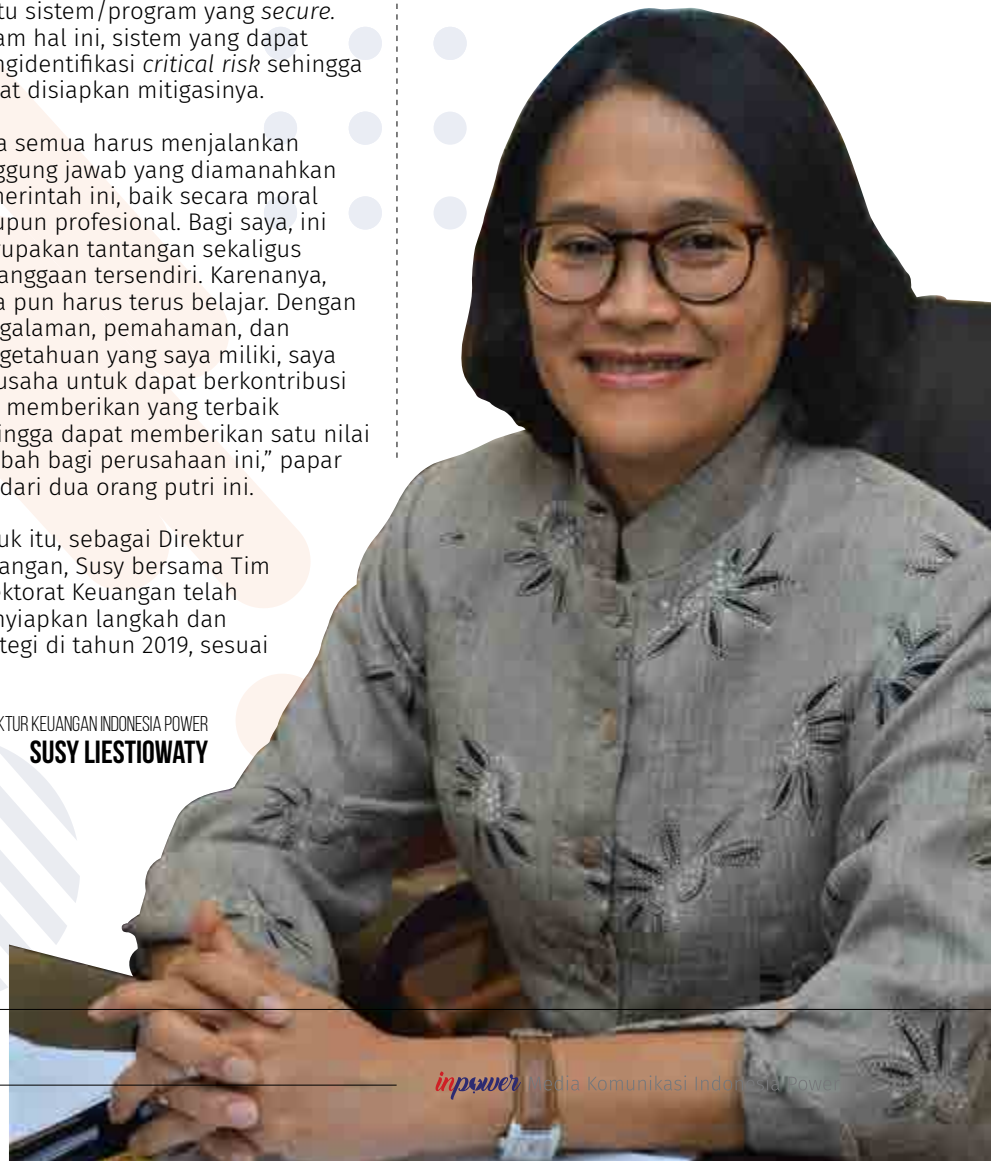 tu sistem/program yang secure.
am hal ini, sistem yang dapat
ngidentifikasi critical risk sehingga
at disiapkan mitigasinya.
a semua harus menjalankan
ggung jawab yang diamanahkan
merintah ini, baik secara moral
upun profesional. Bagi saya, ini
rupakan tantangan sekaligus
anggaan tersendiri. Karenanya,
a pun harus terus belajar. Dengan
galaman, pemahaman, dan
getahuan yang saya miliki, saya
usaha untuk dapat berkontribusi
memberikan yang terbaik
ingga dapat memberikan satu nilai
bah bagi perusahaan ini,” papar
dari dua orang putri ini.
uk itu, sebagai Direktur
angan, Susy bersama Tim
ektorat Keuangan telah
nyiapkan langkah dan
tegi di tahun 2019, sesuai
KTUR KEUANGAN INDONESIA POWER
SUSY LIESTIOWATY
inpower Media Komunikasi Indonesia Power